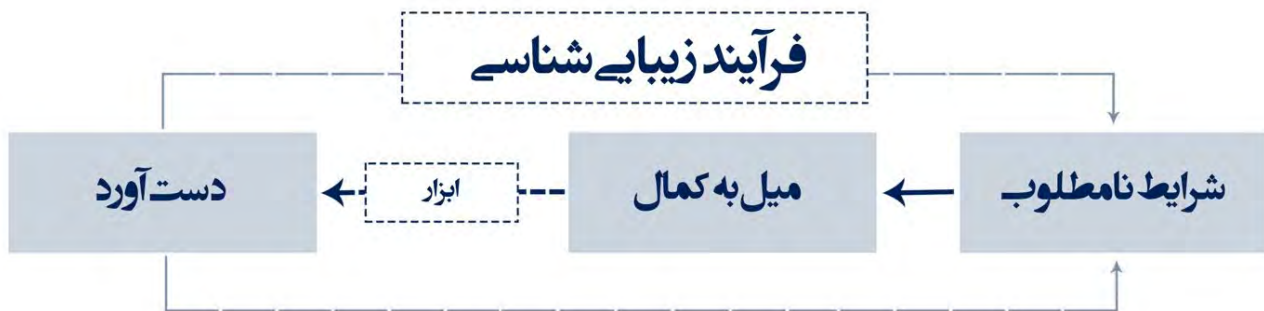 فرآیند زیبایی شناسی
شرایط نامطلوب
میل به کمال
ابزار
دست‌آورد